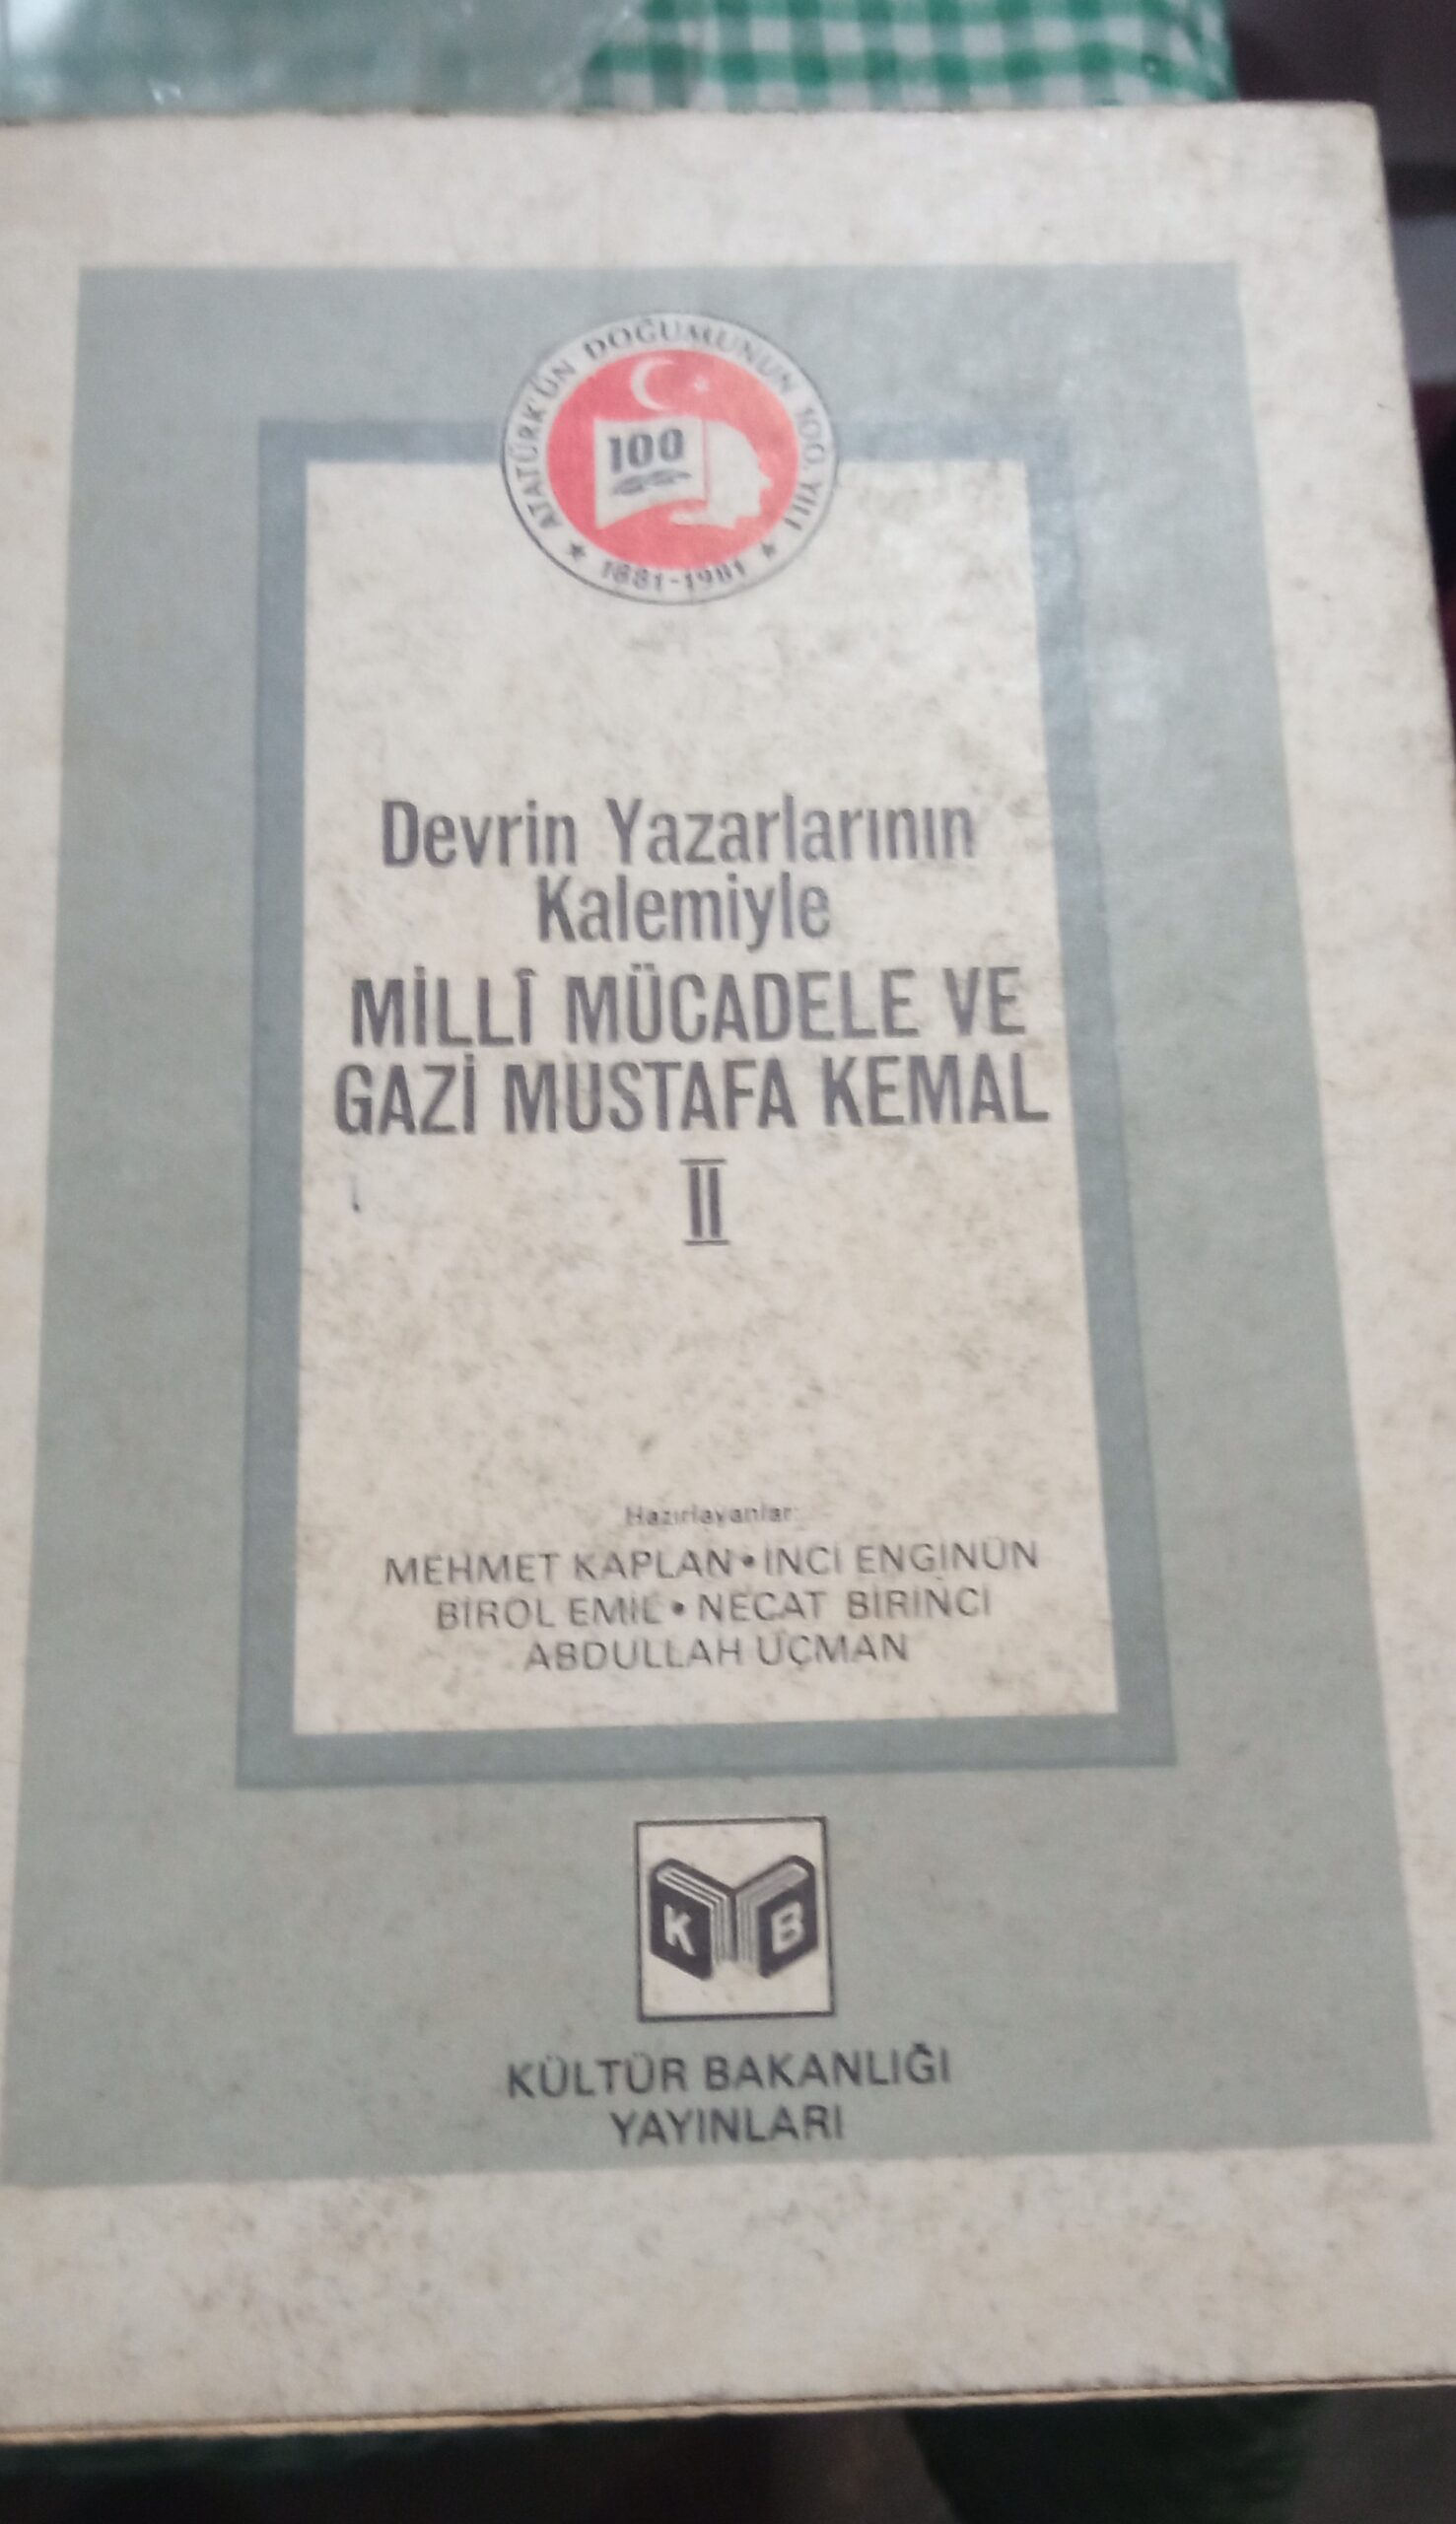 ATATÜRK'ÜN DOĞUMUNUN 100. YILI
100
★ 1881-1981 ★
Devrin Yazarlarının
Kalemiyle
MİLLÎ MÜCADELE VE
GAZİ MUSTAFA KEMAL
II
Hazırlayanlar:
MEHMET KAPLAN • İNCİ ENGİNÜN
BİROL EMİL • NECAT BİRİNCİ
ABDULLAH UÇMAN
K B
KÜLTÜR BAKANLIĞI
YAYINLARI